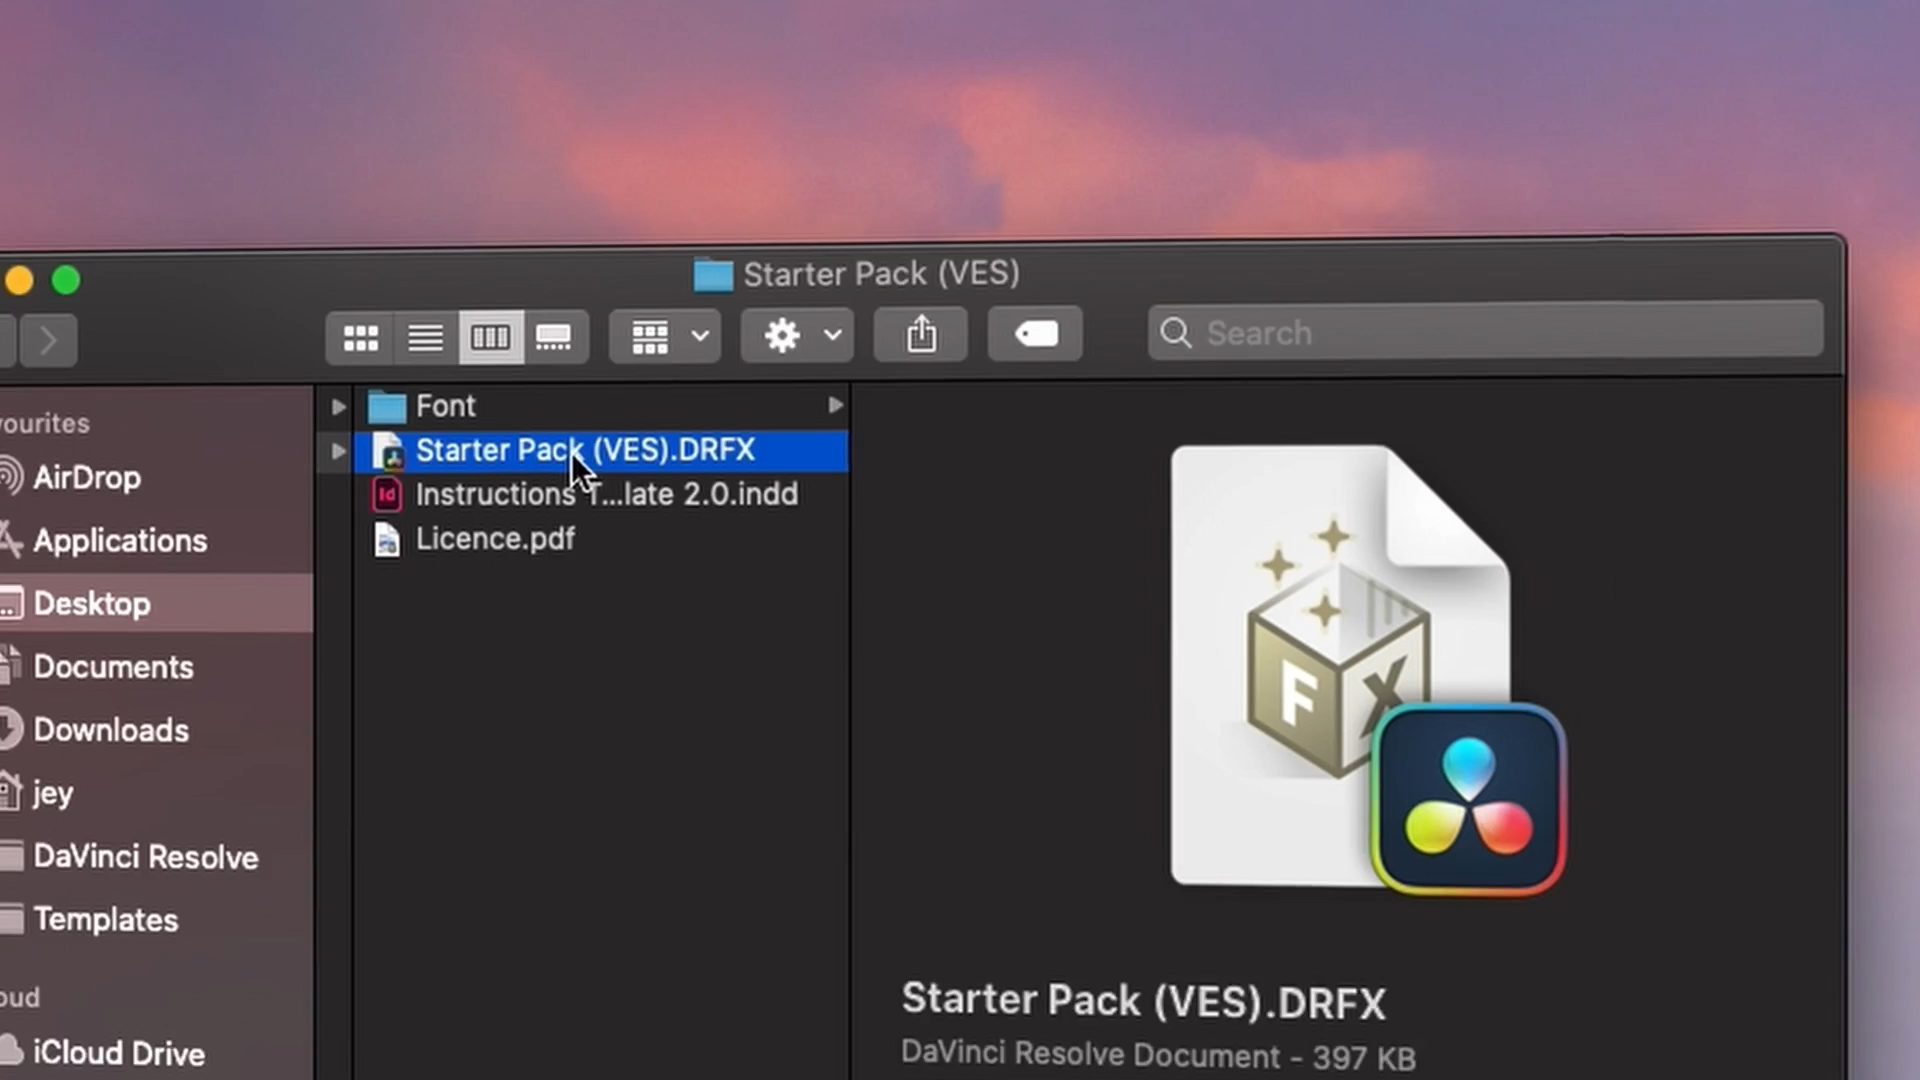 Starter Pack (VES)
Search
vourites
AirDrop
Applications
Desktop
Documents
Downloads
jey
DaVinci Resolve
Templates
oud
iCloud Drive
Font
Starter Pack (VES).DRFX
Id
Instructions T...late 2.0.indd
Licence.pdf
F X
Starter Pack (VES).DRFX
DaVinci Resolve Document - 397 KB